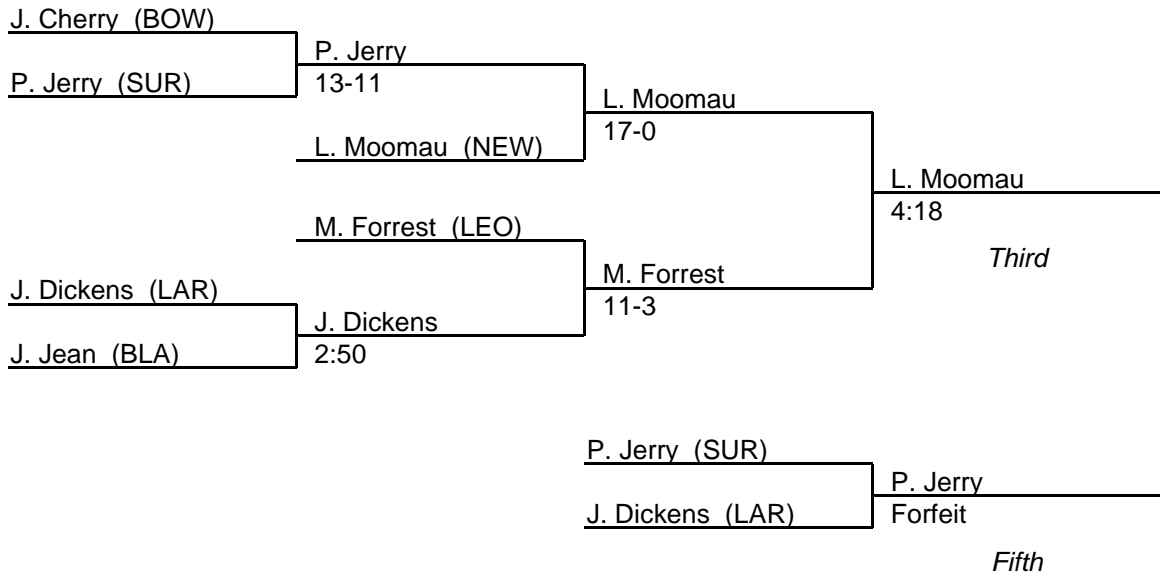 J. Cherry (BOW)
P. Jerry
P. Jerry (SUR)
13-11
L. Moomau
17-0
L. Moomau (NEW)
L. Moomau
4:18
M. Forrest (LEO)
Third
M. Forrest
J. Dickens (LAR)
11-3
J. Dickens
J. Jean (BLA)
2:50
P. Jerry (SUR)
P. Jerry
J. Dickens (LAR)
Forfeit
Fifth